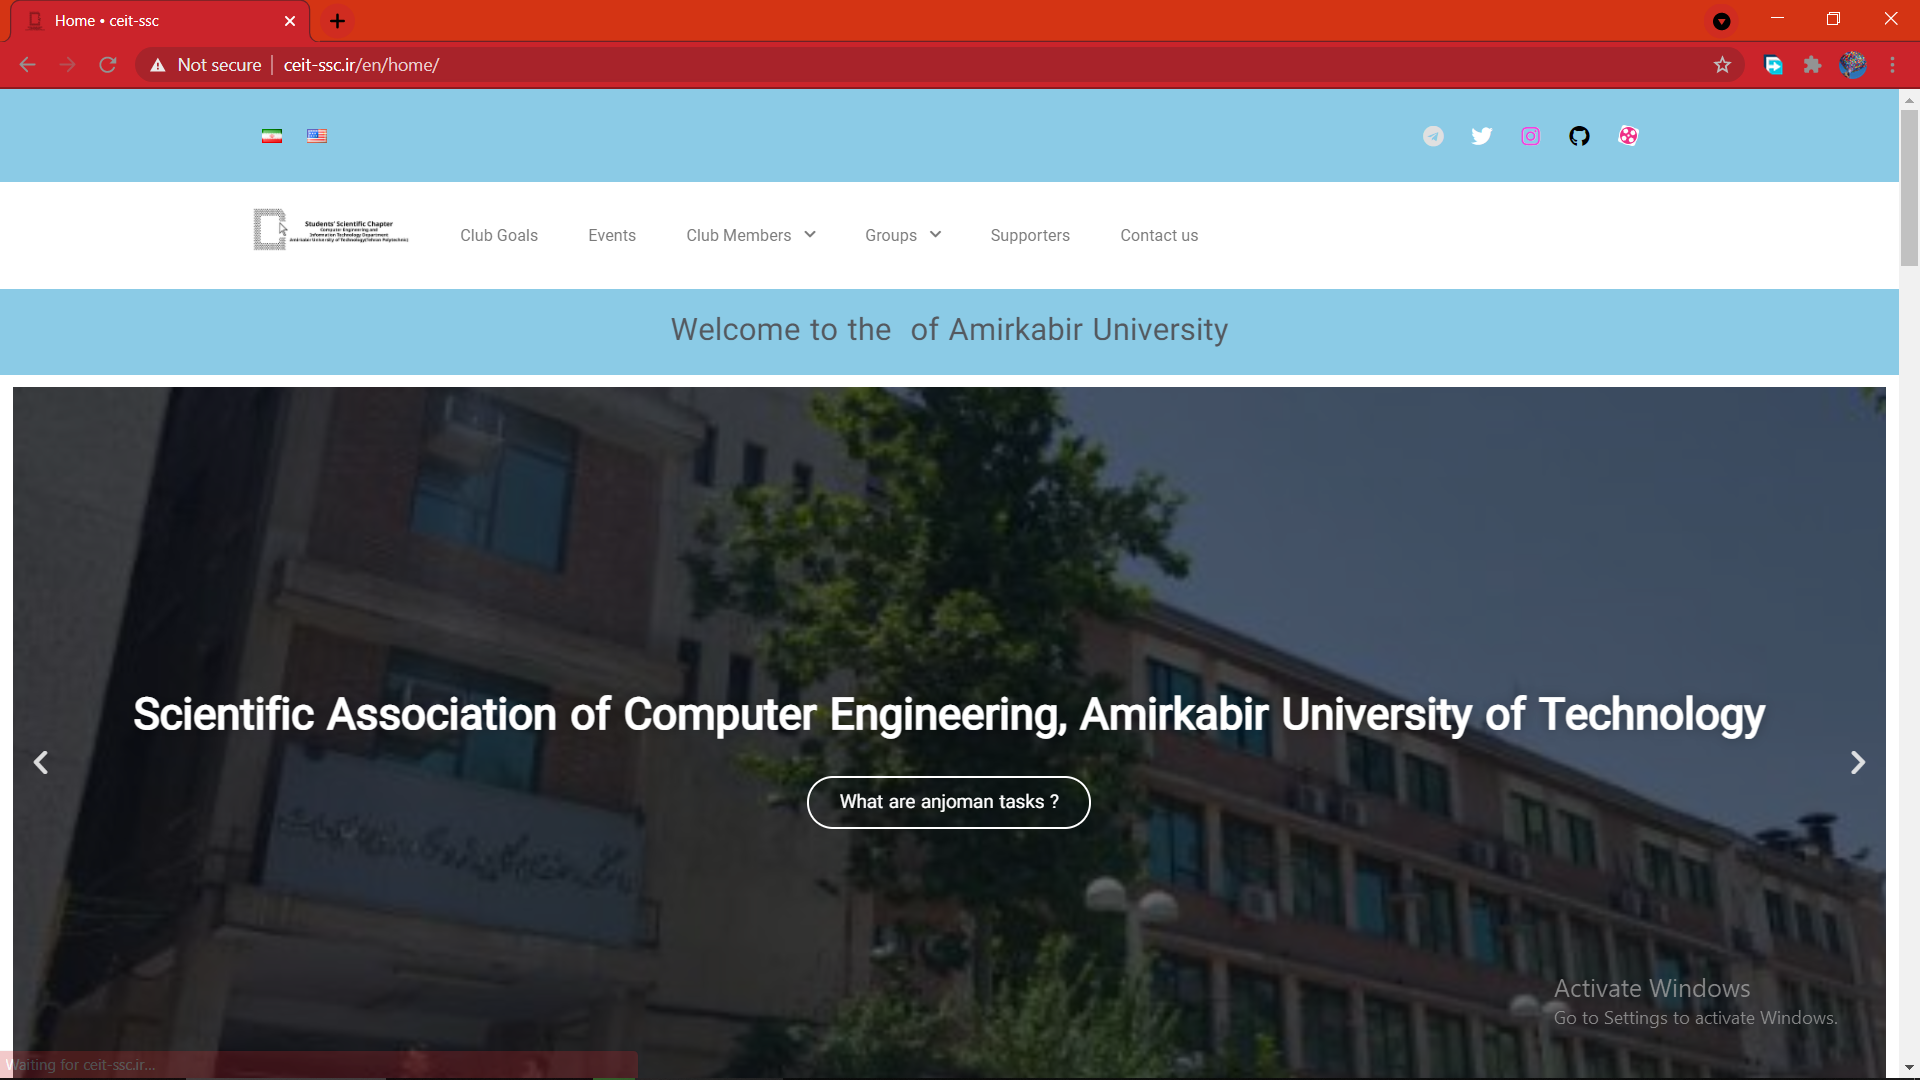 Home • ceit-ssc
Not secure
ceit-ssc.ir/en/home/
Students' Scientific Chapter
Computer Engineering and
Information Technology Department
Amirkabir University of Technology(Tehran Polytechnic)
Club Goals
Events
Club Members
Groups
Supporters
Contact us
Welcome to the  of Amirkabir University
Scientific Association of Computer Engineering, Amirkabir University of Technology
What are anjoman tasks ?
Activate Windows
Go to Settings to activate Windows.
Waiting for ceit-ssc.ir...